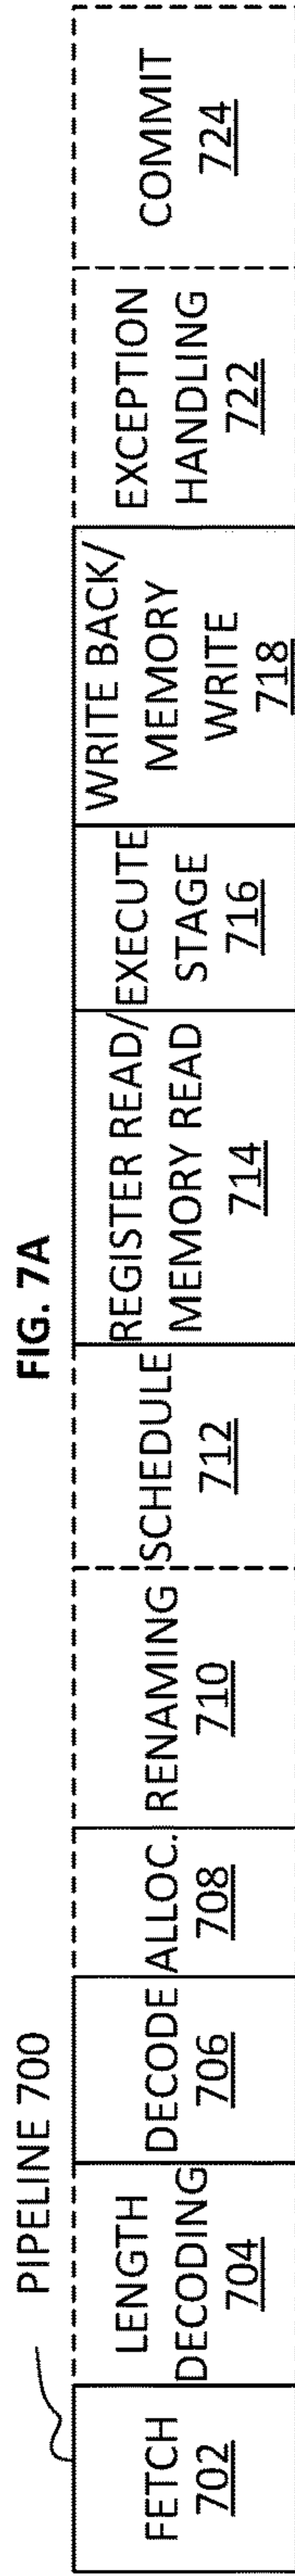 FIG. 7A
PIPELINE 700
FETCH
702
LENGTH
DECODING
704
DECODE
706
ALLOC.
708
RENAMING
710
SCHEDULE
712
REGISTER READ/
MEMORY READ
714
EXECUTE
STAGE
716
WRITE BACK/
MEMORY
WRITE
718
EXCEPTION
HANDLING
722
COMMIT
724